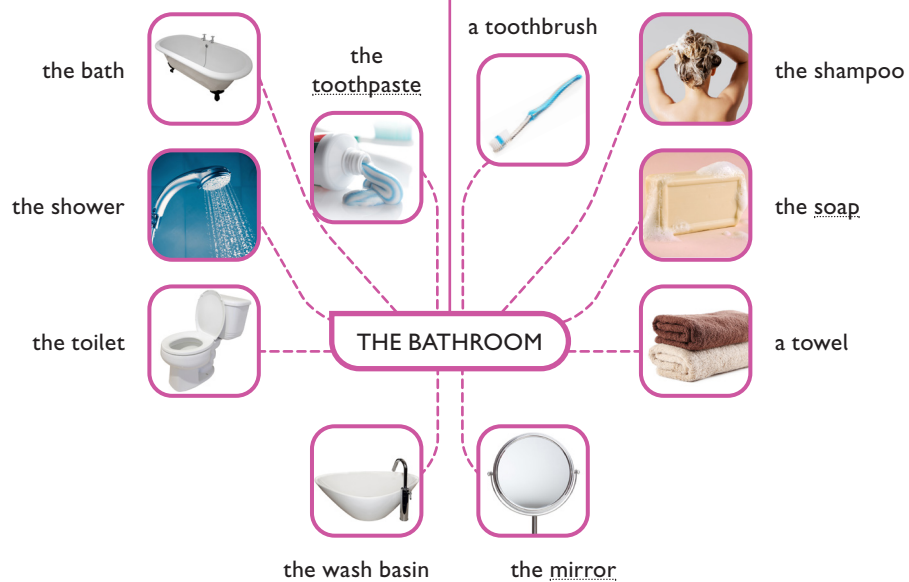 a toothbrush
the bath
the
toothpaste
the shampoo
the shower
the soap
the toilet
THE BATHROOM
a towel
the wash basin
the mirror